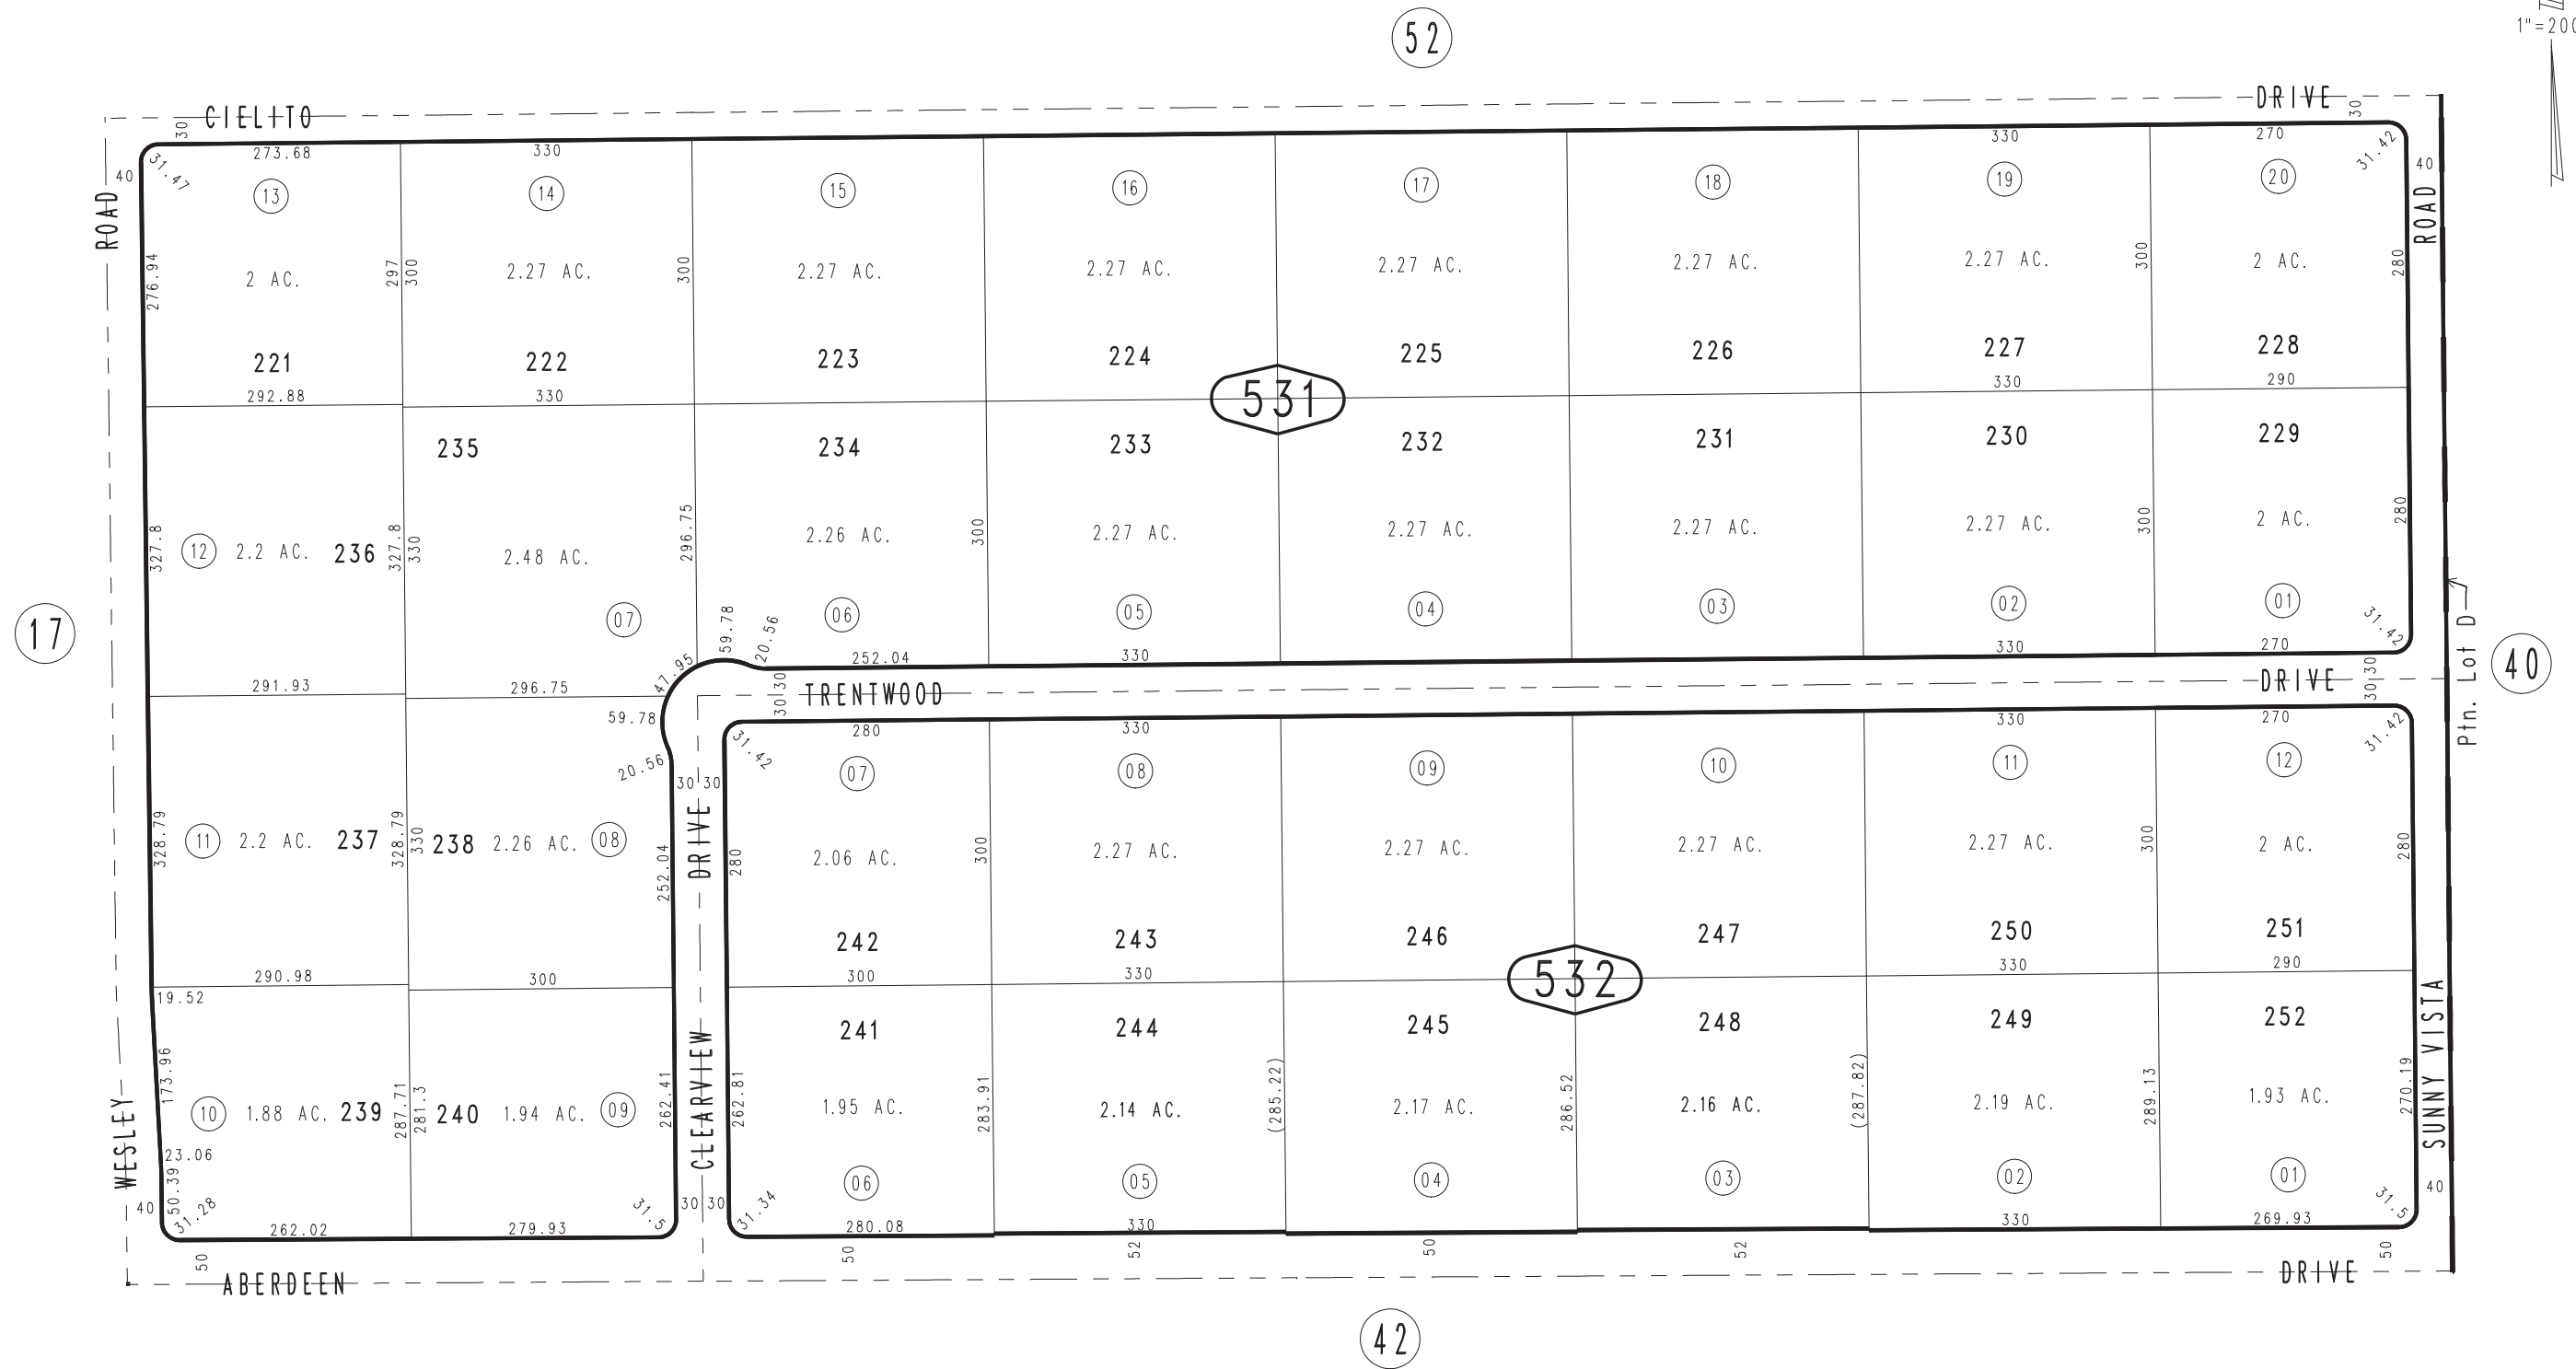 52
1"=200
CIELITO DRIVE
30 30
273.68 330 330 270
31.47 31.42
40 40
ROAD ROAD
13 14 15 16 17 18 19 20
276.94 297 300 300 300 280
2 AC. 2.27 AC. 2.27 AC. 2.27 AC. 2.27 AC. 2.27 AC. 2.27 AC. 2 AC.
221 222 223 224 225 226 227 228
292.88 330 330 290
531
235 234 233 232 231 230 229
327.8 327.8 330 296.75 300 300 280
12 2.2 AC. 236 2.48 AC. 2.26 AC. 2.27 AC. 2.27 AC. 2.27 AC. 2.27 AC. 2 AC.
07 06 05 04 03 02 01
59.78 20.56 31.42
47.95 252.04 330 330 270
17
Ptn. Lot D
40
291.93 296.75
30 30 TRENTWOOD DRIVE 30 30
59.78
20.56
280 330 330 270
31.42 31.42
30 30
07 08 09 10 11 12
328.79 328.79 330 252.04 280 300 300 280
11 2.2 AC. 237 238 2.26 AC. 08
DRIVE
2.06 AC. 2.27 AC. 2.27 AC. 2.27 AC. 2.27 AC. 2 AC.
242 243 246 247 250 251
290.98 300 300 330 330 290
532
19.52
241 244 245 248 249 252
WESLEY CLEARVIEW SUNNY VISTA
173.96 287.71 281.3 262.41 262.81 283.91 (285.22) 286.52 (287.82) 289.13 270.19
10 1.88 AC. 239 240 1.94 AC. 09
1.95 AC. 2.14 AC. 2.17 AC. 2.16 AC. 2.19 AC. 1.93 AC.
23.06
50.39
06 05 04 03 02 01
40 31.28 31.5 30 30 31.34 31.5 40
262.02 279.93 280.08 330 330 269.93
50 50 52 50 52 50
ABERDEEN DRIVE
42